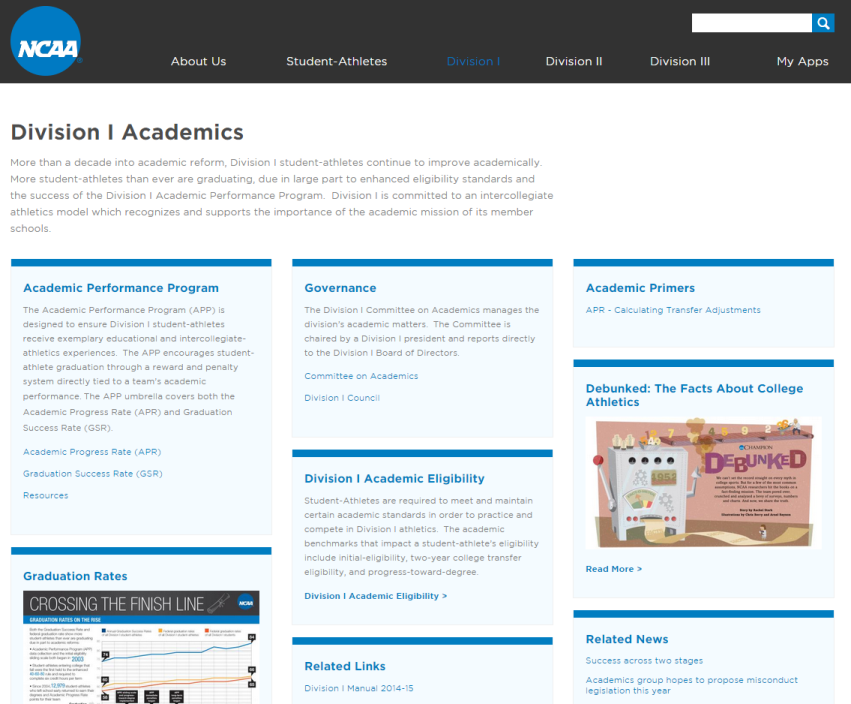 NCAA
About Us
Student-Athletes
Division I
Division II
Division III
My Apps
Division I Academics
More than a decade into academic reform, Division I student-athletes continue to improve academically.
More student-athletes than ever are graduating, due in large part to enhanced eligibility standards and
the success of the Division I Academic Performance Program. Division I is committed to an intercollegiate
athletics model which recognizes and supports the importance of the academic mission of its member
schools.
Academic Performance Program
The Academic Performance Program (APP) is
designed to ensure Division I student-athletes
receive exemplary educational and intercollegiate-
athletics experiences. The APP encourages student-
athlete graduation through a reward and penalty
system directly tied to a team's academic
performance. The APP umbrella covers both the
Academic Progress Rate (APR) and Graduation
Success Rate (GSR).
Academic Progress Rate (APR)
Graduation Success Rate (GSR)
Resources
Graduation Rates
CROSSING THE FINISH LINE
NCAA
GRADUATION RATES ON THE RISE
2003
Governance
The Division I Committee on Academics manages the
division's academic matters. The Committee is
chaired by a Division I president and reports directly
to the Division I Board of Directors.
Committee on Academics
Division I Council
Division I Academic Eligibility
Student-Athletes are required to meet and maintain
certain academic standards in order to practice and
compete in Division I athletics. The academic
benchmarks that impact a student-athlete's eligibility
include initial-eligibility, two-year college transfer
eligibility, and progress-toward-degree.
Division I Academic Eligibility >
Related Links
Division I Manual 2014-15
Academic Primers
APR - Calculating Transfer Adjustments
Debunked: The Facts About College
Athletics
CHAMPION
DEBUNKED
1958
Read More >
Related News
Success across two stages
Academics group hopes to propose misconduct
legislation this year